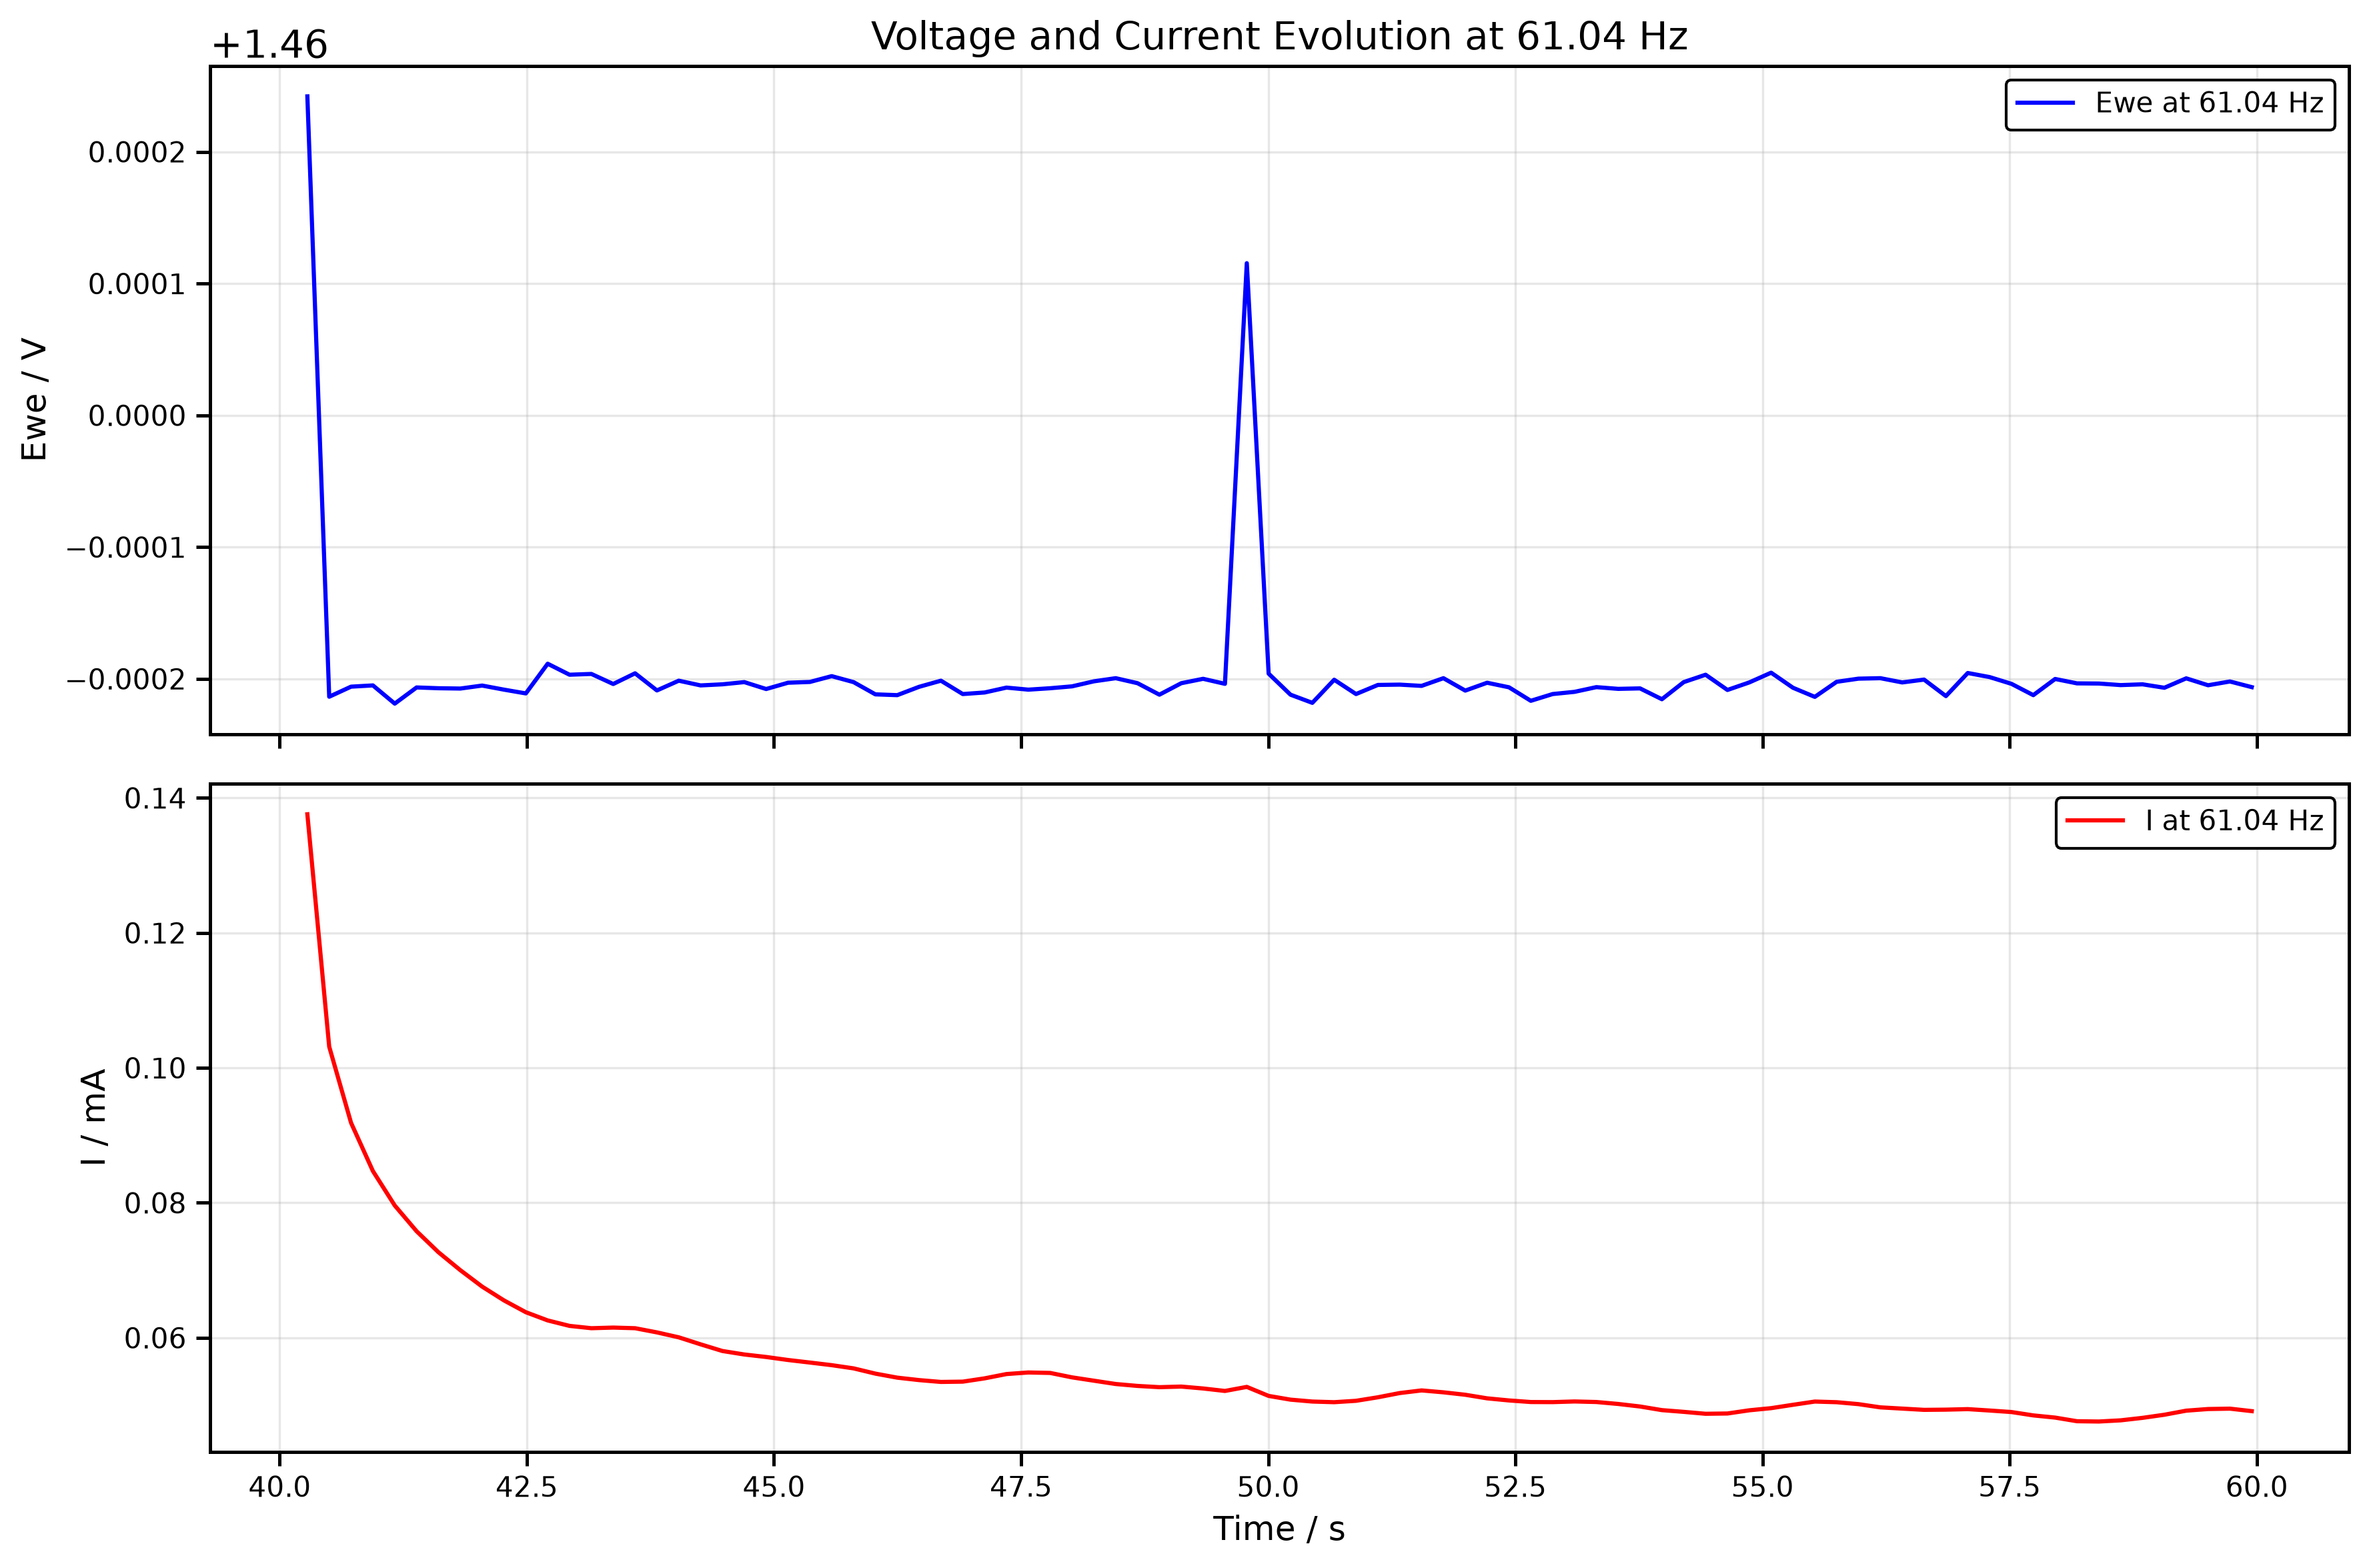 Voltage and Current Evolution at 61.04 Hz
+1.46
Ewe at 61.04 Hz
0.0002
0.0001
0.0000
−0.0001
−0.0002
Ewe / V
I at 61.04 Hz
0.14
0.12
0.10
0.08
0.06
I / mA
40.0 42.5 45.0 47.5 50.0 52.5 55.0 57.5 60.0
Time / s